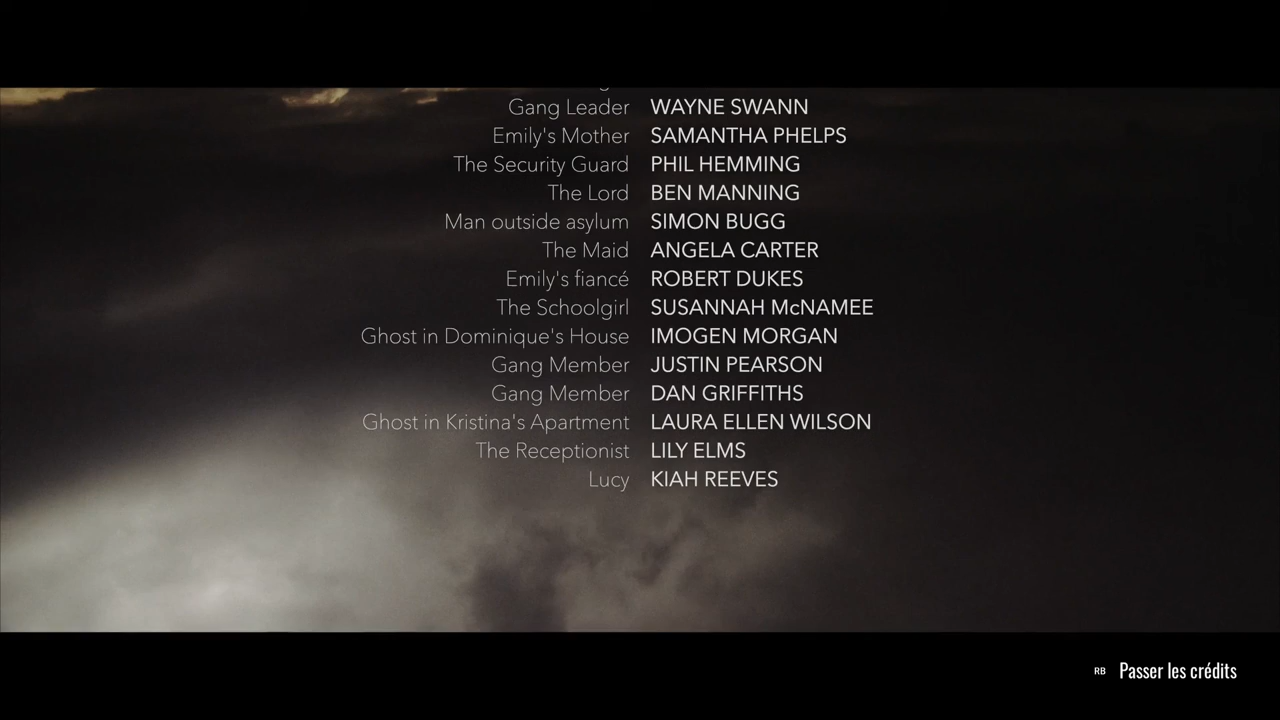 Gang Leader WAYNE SWANN
Emily's Mother SAMANTHA PHELPS
The Security Guard PHIL HEMMING
The Lord BEN MANNING
Man outside asylum SIMON BUGG
The Maid ANGELA CARTER
Emily's fiancé ROBERT DUKES
The Schoolgirl SUSANNAH McNAMEE
Ghost in Dominique's House IMOGEN MORGAN
Gang Member JUSTIN PEARSON
Gang Member DAN GRIFFITHS
Ghost in Kristina's Apartment LAURA ELLEN WILSON
The Receptionist LILY ELMS
Lucy KIAH REEVES
RB Passer les crédits